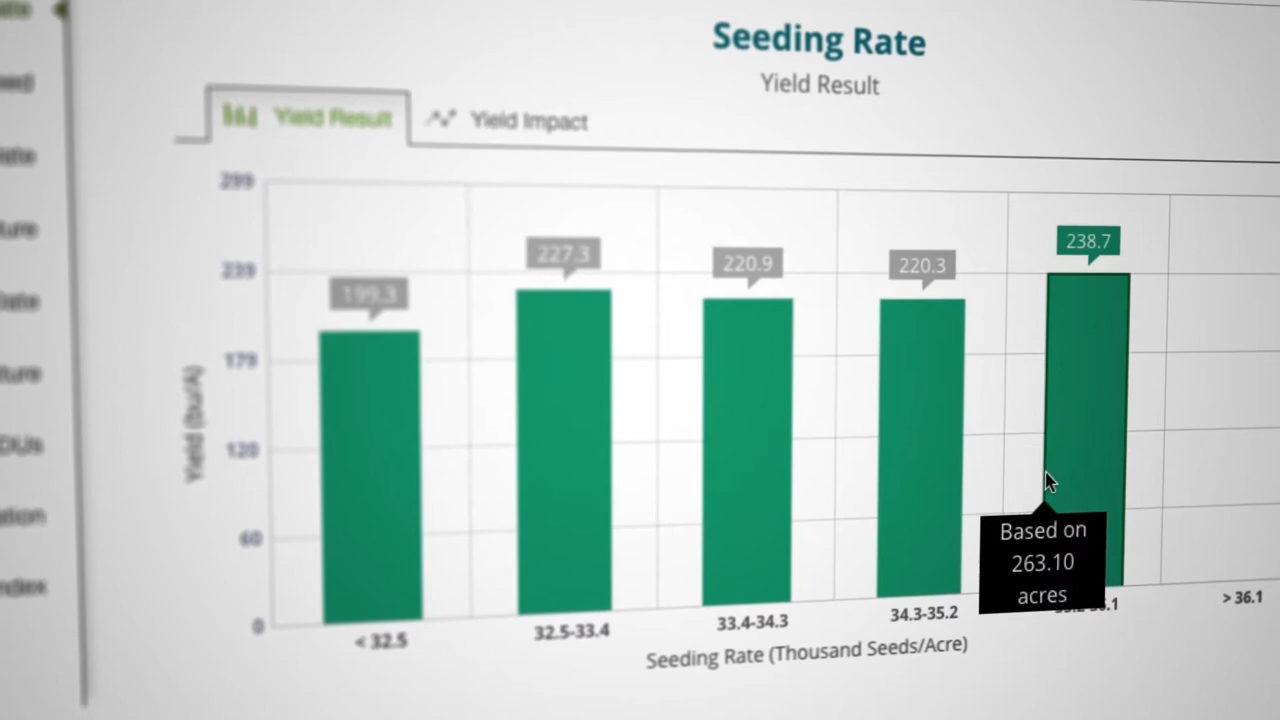 Seeding Rate
Yield Result
Yield Result
Yield Impact
299
239
179
120
60
0
Yield (bu/A)
199.3
227.3
220.9
220.3
238.7
Based on
263.10
acres
< 32.5
32.5-33.4
33.4-34.3
34.3-35.2
> 36.1
Seeding Rate (Thousand Seeds/Acre)